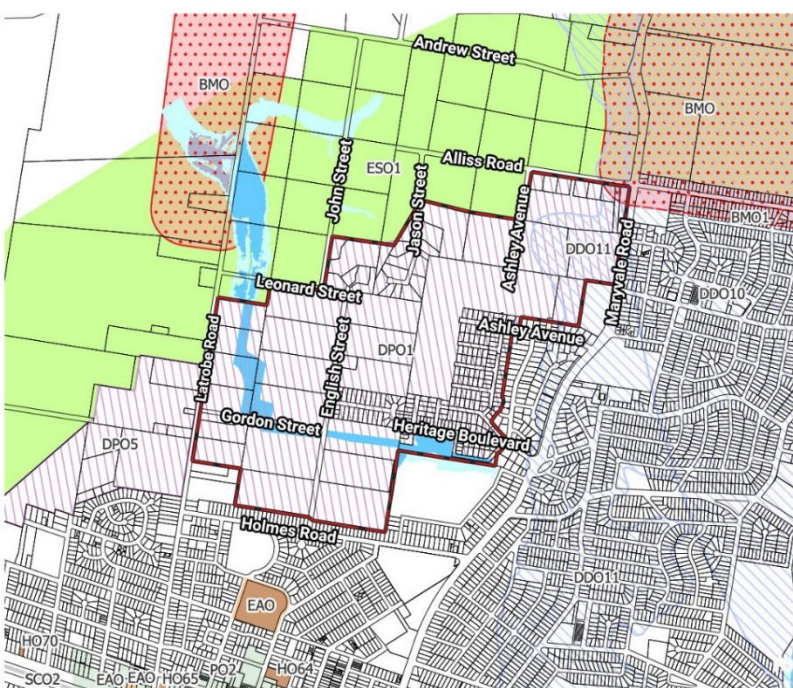 Andrew Street
BMO
BMO
ESO1
Alliss Road
John Street
Jason Street
Ashley Avenue
BMO1
DDO11
Maryvale Road
DDO10
Leonard Street
Ashley Avenue
Latrobe Road
English Street
DPO1
Gordon Street
Heritage Boulevard
DPO5
Holmes Road
DDO11
EAO
HO70
SCO2
EAO
EAO
HO65
PO2
HO64